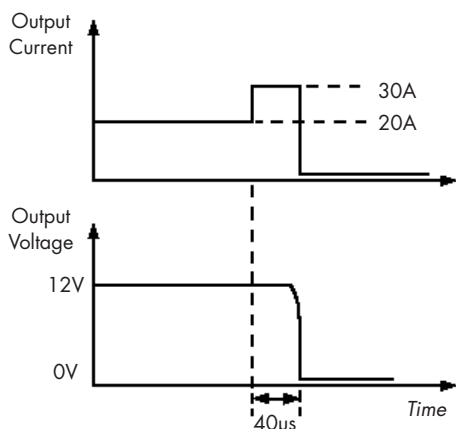 Output
Current
30A
20A
Output
Voltage
12V
0V
Time
40us